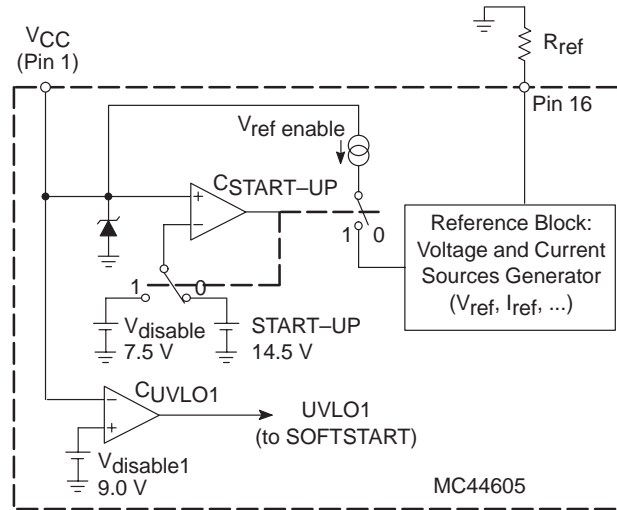 VCC
(Pin 1)
Rref
Pin 16
Vref enable
CSTART–UP
+
–
1 0
Reference Block:
Voltage and Current
Sources Generator
(Vref, Iref, ...)
1 0
Vdisable
7.5 V
START–UP
14.5 V
CUVLO1
–
+
UVLO1
(to SOFTSTART)
Vdisable1
9.0 V
MC44605